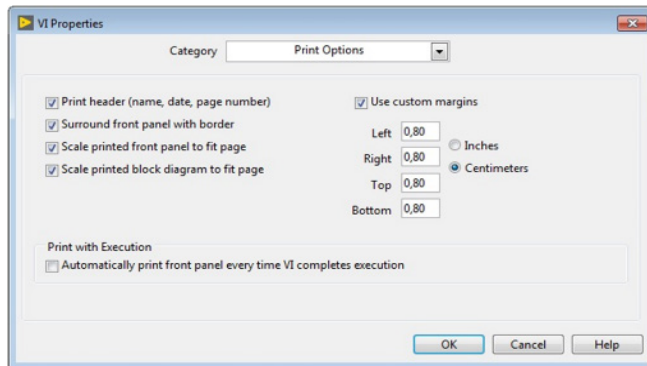 VI Properties
Category Print Options
Print header (name, date, page number)
Surround front panel with border
Scale printed front panel to fit page
Scale printed block diagram to fit page
Use custom margins
Left 0,80
Right 0,80
Top 0,80
Bottom 0,80
Inches
Centimeters
Print with Execution
Automatically print front panel every time VI completes execution
OK Cancel Help